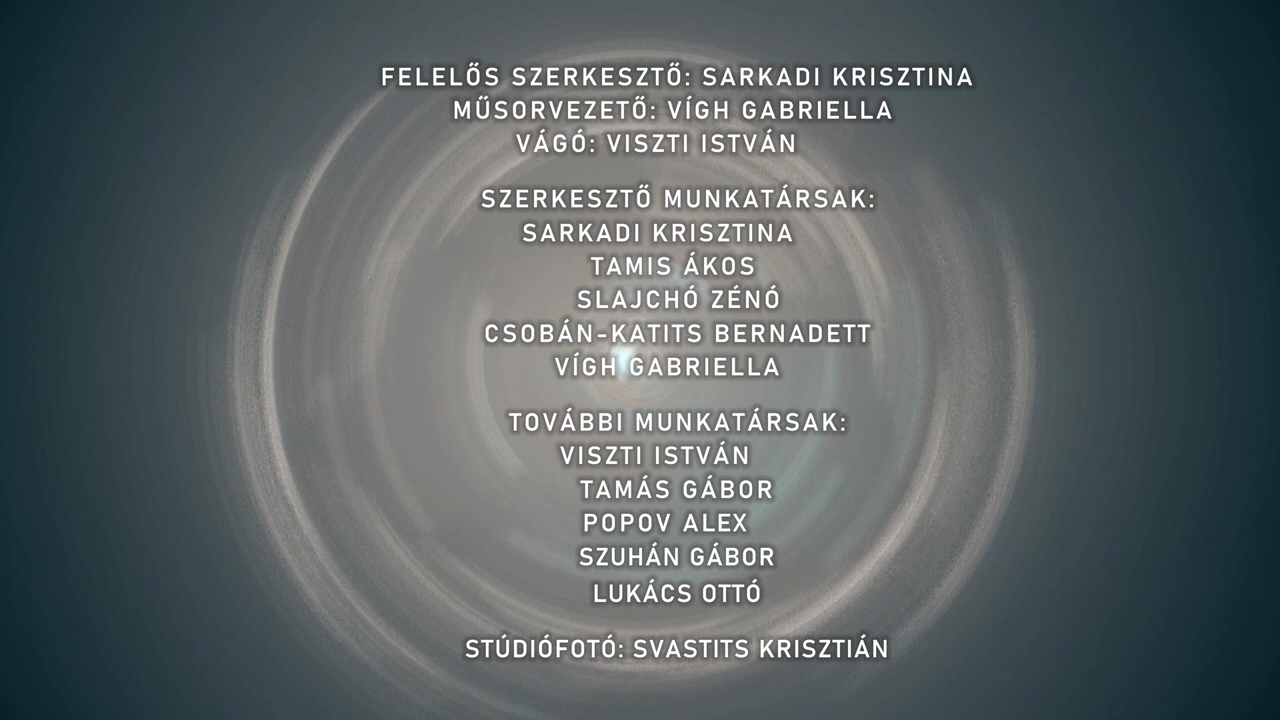 FELELŐS SZERKESZTŐ: SARKADI KRISZTINA
MŰSORVEZETŐ: VÍGH GABRIELLA
VÁGÓ: VISZTI ISTVÁN
SZERKESZTŐ MUNKATÁRSAK:
SARKADI KRISZTINA
TAMIS ÁKOS
SLAJCHÓ ZÉNÓ
CSOBÁN-KATITS BERNADETT
VÍGH GABRIELLA
TOVÁBBI MUNKATÁRSAK:
VISZTI ISTVÁN
TAMÁS GÁBOR
POPOV ALEX
SZUHÁN GÁBOR
LUKÁCS OTTÓ
STÚDIÓFOTÓ: SVASTITS KRISZTIÁN